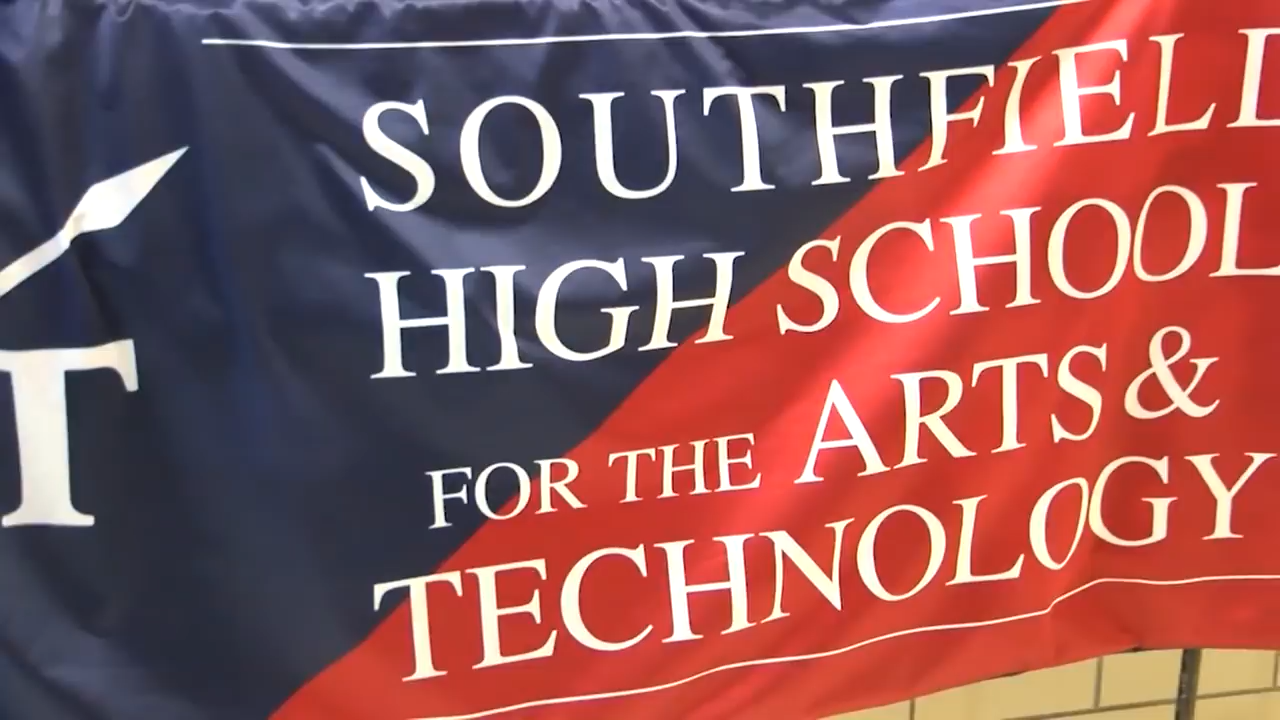 SOUTHFIELD
HIGH SCHOOL
FOR THE ARTS &
TECHNOLOGY
T